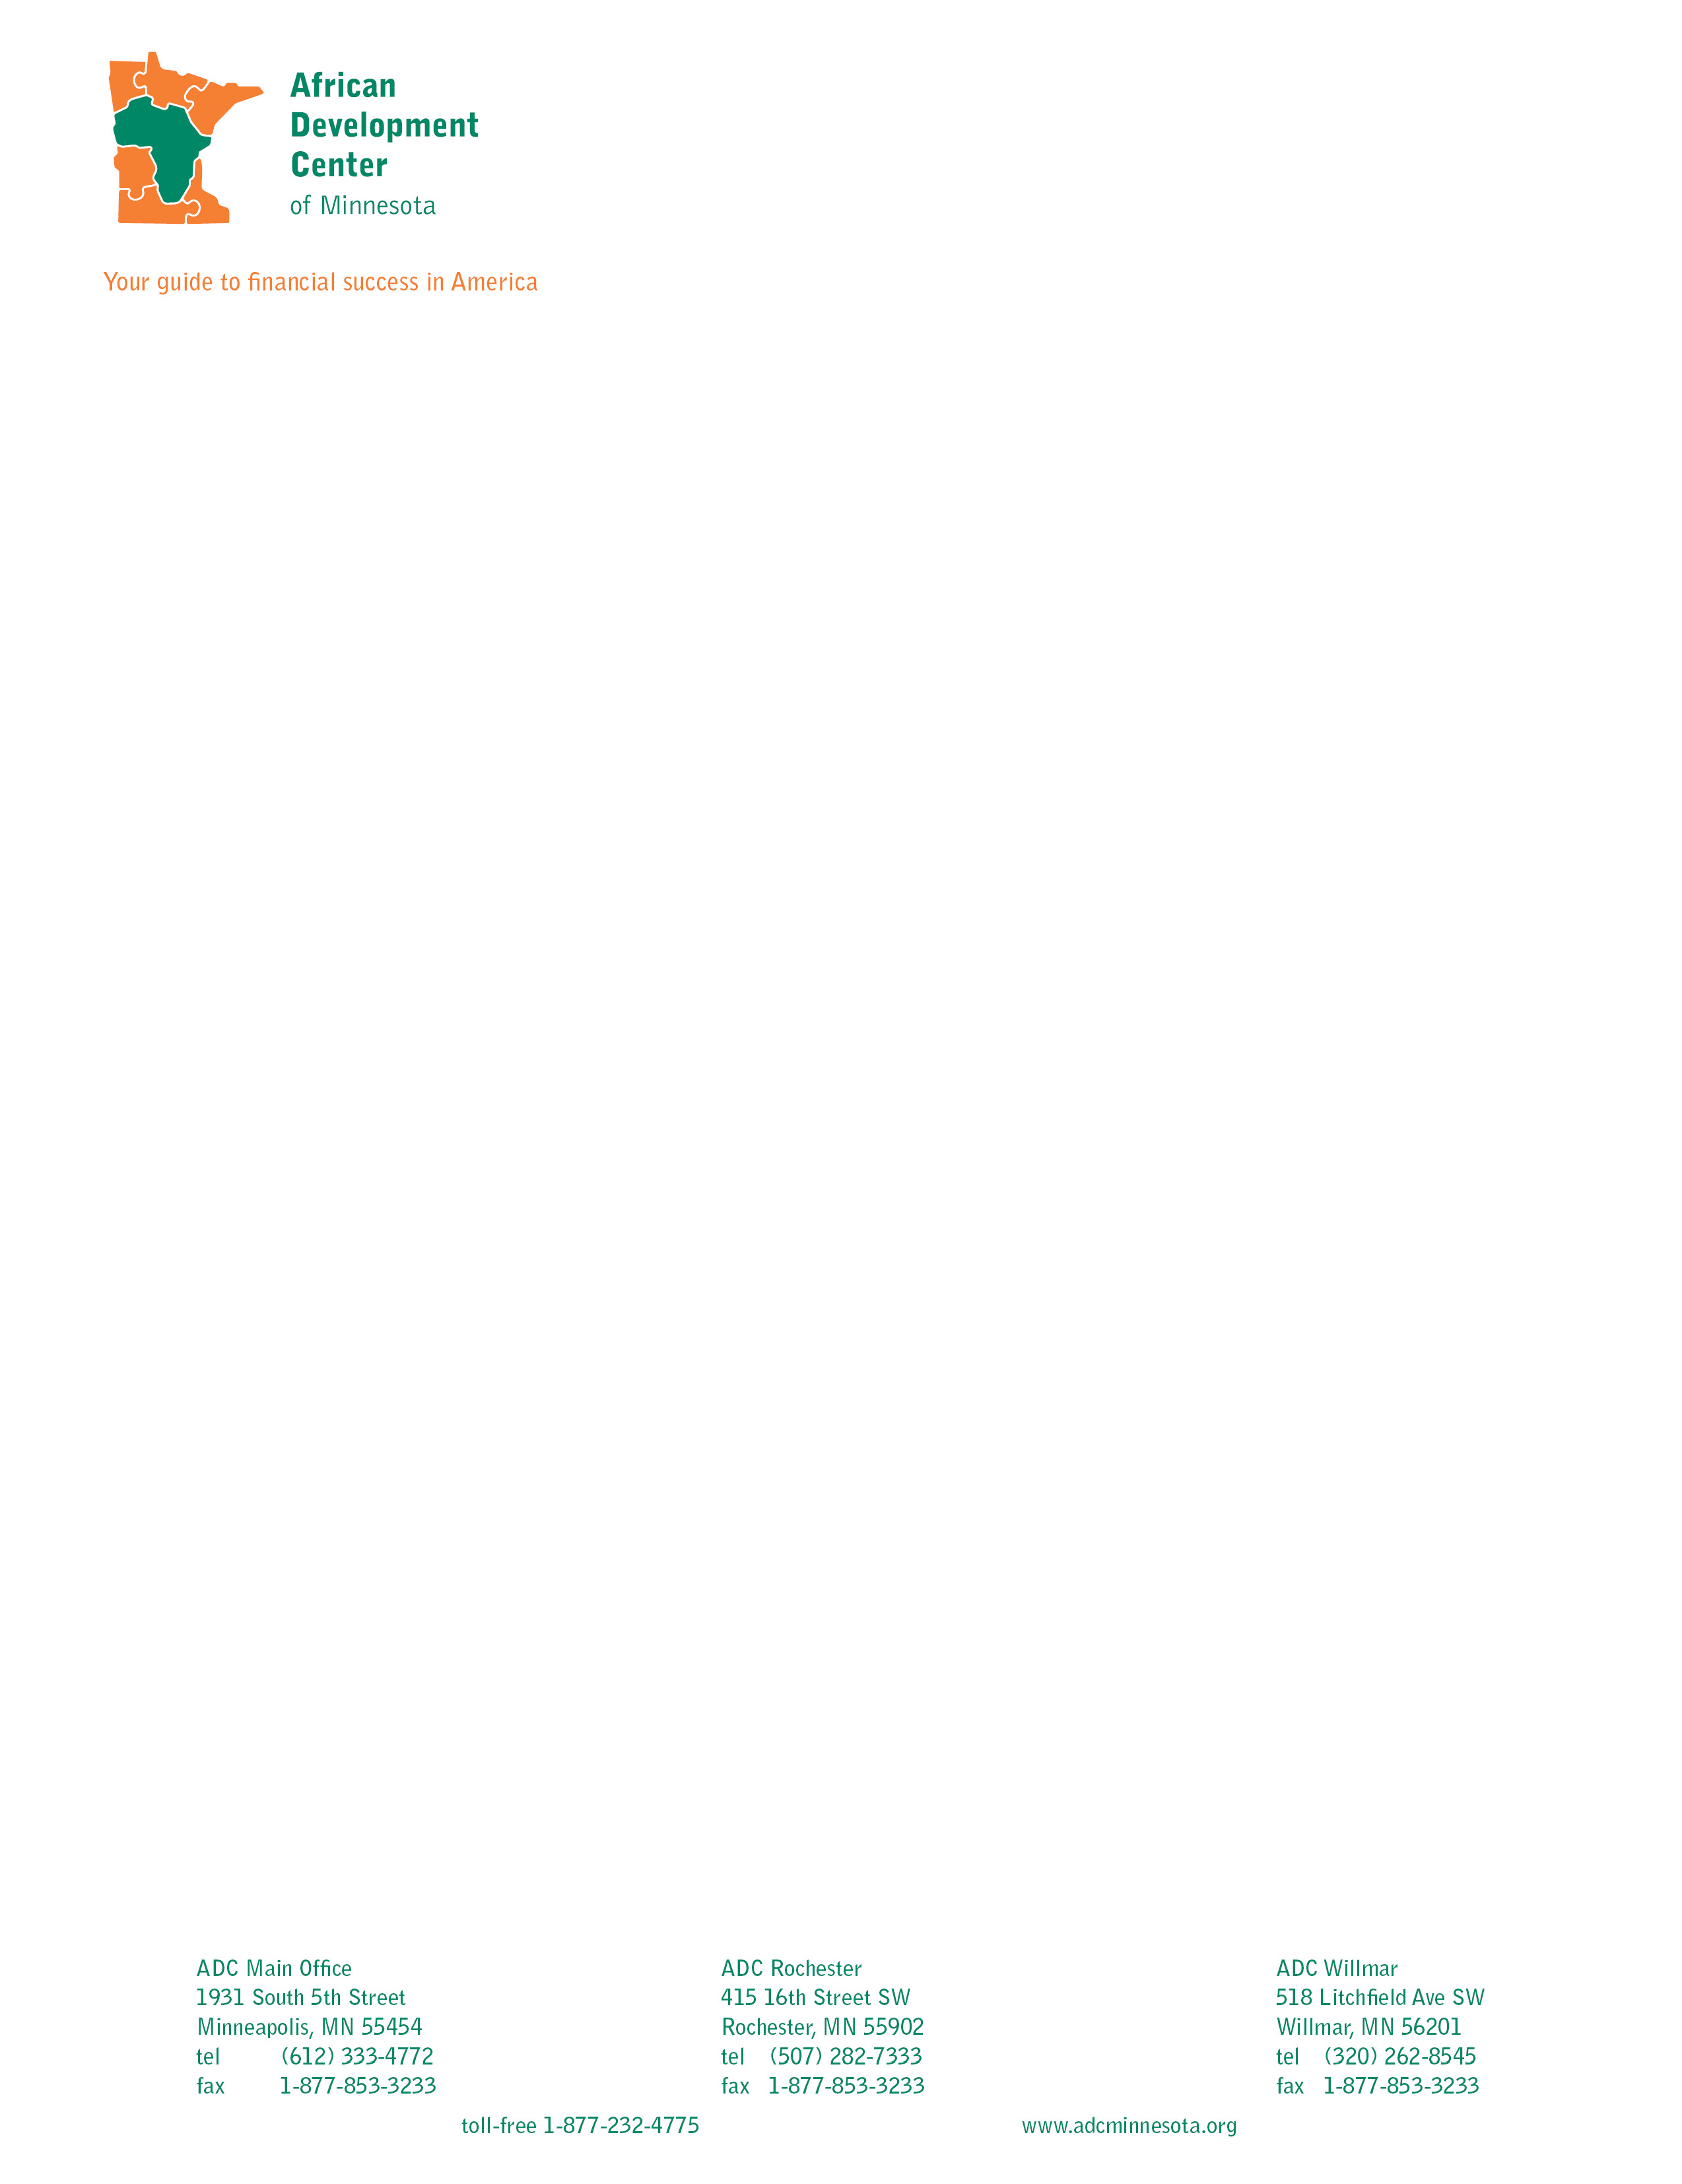 African
Development
Center
of Minnesota
Your guide to financial success in America
ADC Main Office
1931 South 5th Street
Minneapolis, MN 55454
tel (612) 333-4772
fax 1-877-853-3233
ADC Rochester
415 16th Street SW
Rochester, MN 55902
tel (507) 282-7333
fax 1-877-853-3233
ADC Willmar
518 Litchfield Ave SW
Willmar, MN 56201
tel (320) 262-8545
fax 1-877-853-3233
toll-free 1-877-232-4775
www.adcminnesota.org